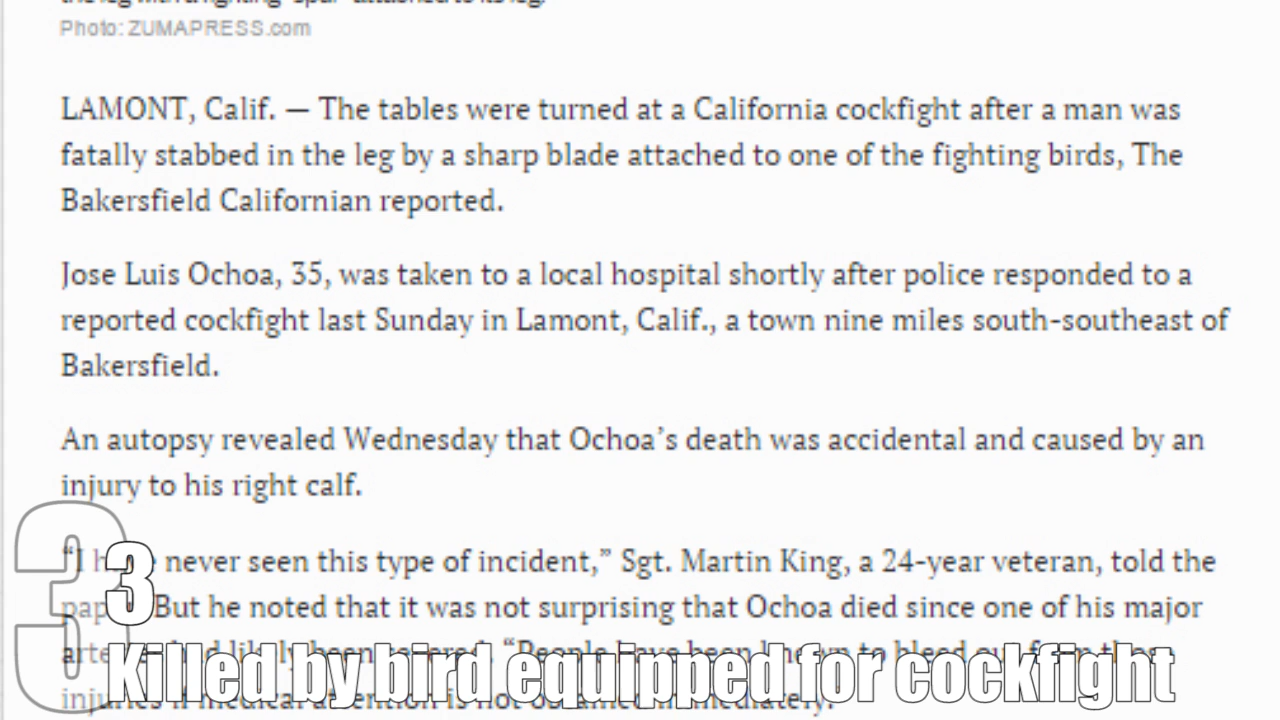 Photo: ZUMAPRESS.com
LAMONT, Calif. — The tables were turned at a California cockfight after a man was
fatally stabbed in the leg by a sharp blade attached to one of the fighting birds, The
Bakersfield Californian reported.
Jose Luis Ochoa, 35, was taken to a local hospital shortly after police responded to a
reported cockfight last Sunday in Lamont, Calif., a town nine miles south-southeast of
Bakersfield.
An autopsy revealed Wednesday that Ochoa’s death was accidental and caused by an
injury to his right calf.
“I never seen this type of incident,” Sgt. Martin King, a 24-year veteran, told the
But he noted that it was not surprising that Ochoa died since one of his major
3
3
Killed by bird equipped for cockfight